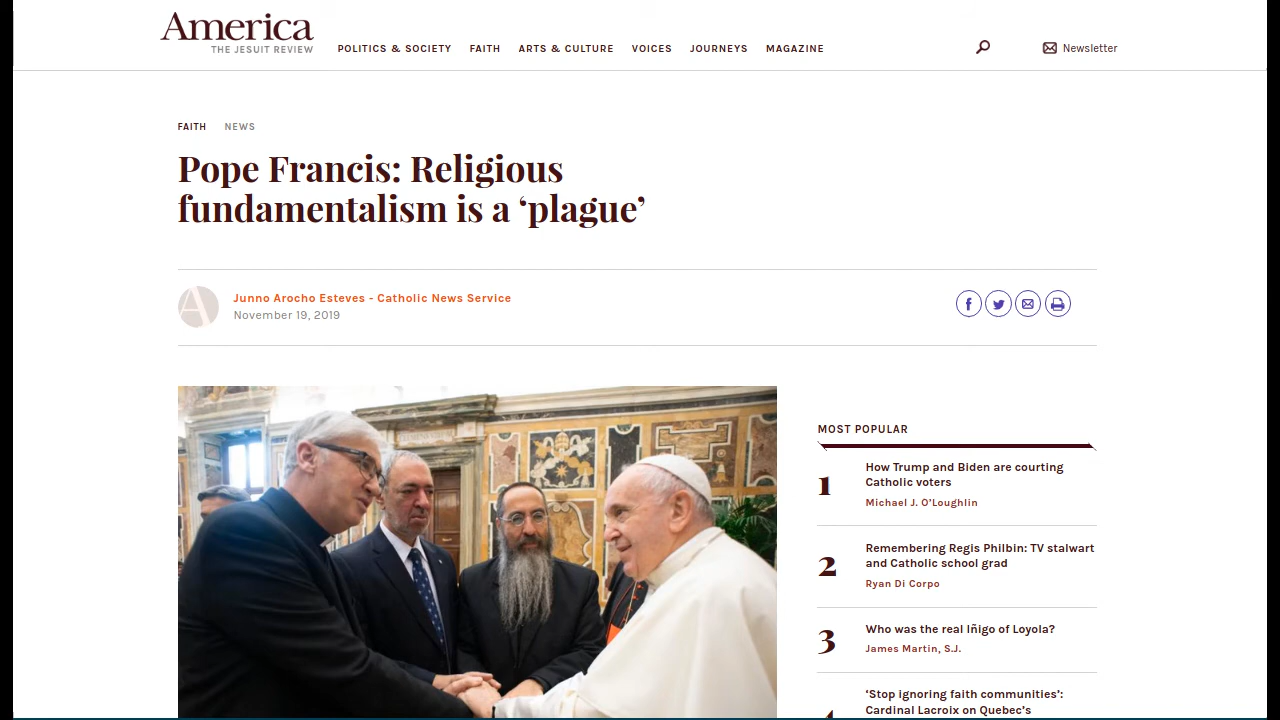 America
THE JESUIT REVIEW
POLITICS & SOCIETY FAITH ARTS & CULTURE VOICES JOURNEYS MAGAZINE
Newsletter
FAITH NEWS
Pope Francis: Religious
fundamentalism is a ‘plague’
Junno Arocho Esteves - Catholic News Service
November 19, 2019
MOST POPULAR
1
How Trump and Biden are courting
Catholic voters
Michael J. O’Loughlin
2
Remembering Regis Philbin: TV stalwart
and Catholic school grad
Ryan Di Corpo
3
Who was the real Iñigo of Loyola?
James Martin, S.J.
‘Stop ignoring faith communities’:
Cardinal Lacroix on Quebec’s